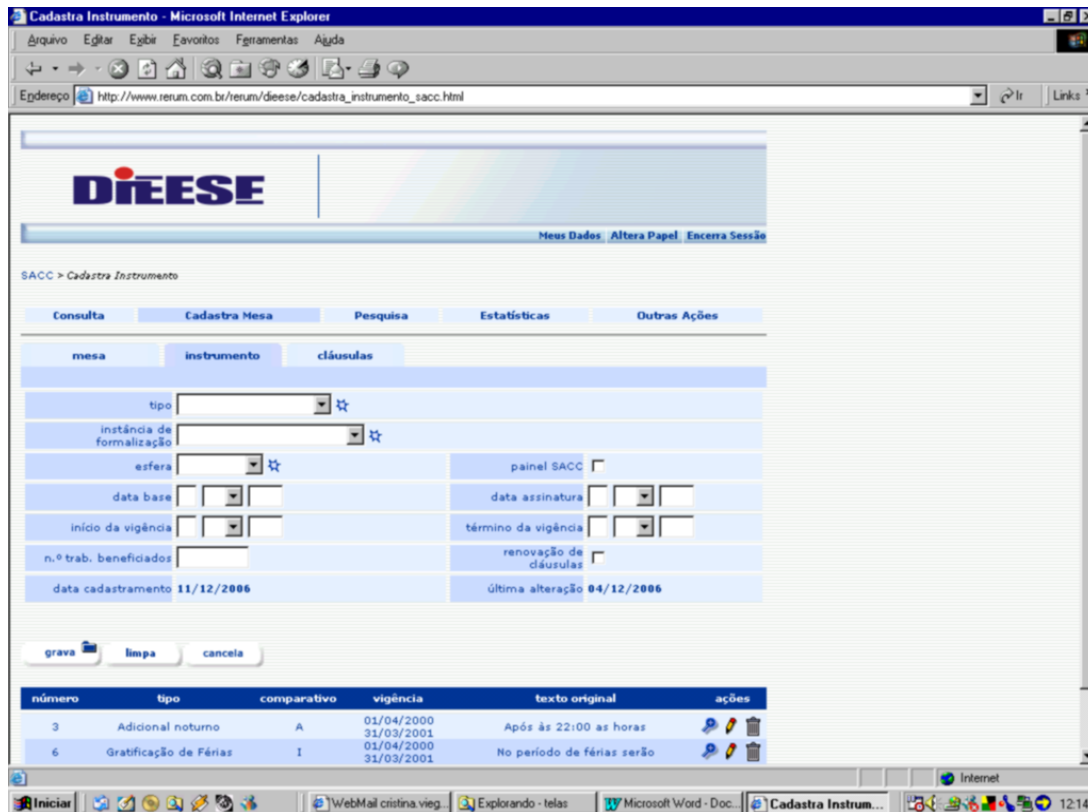 Cadastra Instrumento - Microsoft Internet Explorer
Arquivo Editar Exibir Favoritos Ferramentas Ajuda
Endereço http://www.rerum.com.br/rerum/dieese/cadastra_instrumento_sacc.html Ir Links
DIEESE
Meus Dados Altera Papel Encerra Sessão
SACC > Cadastra Instrumento
Consulta Cadastra Mesa Pesquisa Estatísticas Outras Ações
mesa instrumento cláusulas
tipo
instância de
formalização
esfera painel SACC
data base data assinatura
início da vigência término da vigência
n.º trab. beneficiados renovação de
cláusulas
data cadastramento 11/12/2006 última alteração 04/12/2006
grava limpa cancela
número tipo comparativo vigência texto original ações
3 Adicional noturno A 01/04/2000
31/03/2001 Após às 22:00 as horas
6 Gratificação de Férias I 01/04/2000
31/03/2001 No período de férias serão
Internet
Iniciar WebMail cristina.vieg... Explorando - telas Microsoft Word - Doc... Cadastra Instrum... 12:14